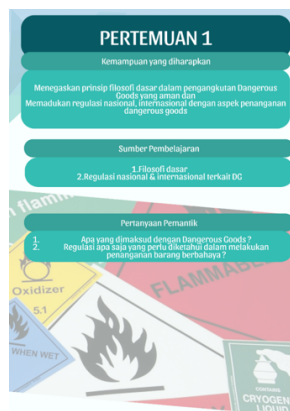 PERTEMUAN 1
Kemampuan yang diharapkan
Menegaskan prinsip filosofi dasar dalam pengangkutan Dangerous
Goods yang aman dan
Memadukan regulasi nasional, internasional dengan aspek penanganan
dangerous goods
Sumber Pembelajaran
1.Filosofi dasar
2.Regulasi nasional & internasional terkait DG
Pertanyaan Pemantik
1. Apa yang dimaksud dengan Dangerous Goods ?
2. Regulasi apa saja yang perlu diketahui dalam melakukan
penanganan barang berbahaya ?
flamm
Oxidizer
5.1
WHEN WET
FLAMMABLE
CRYOGEN
LIQUID